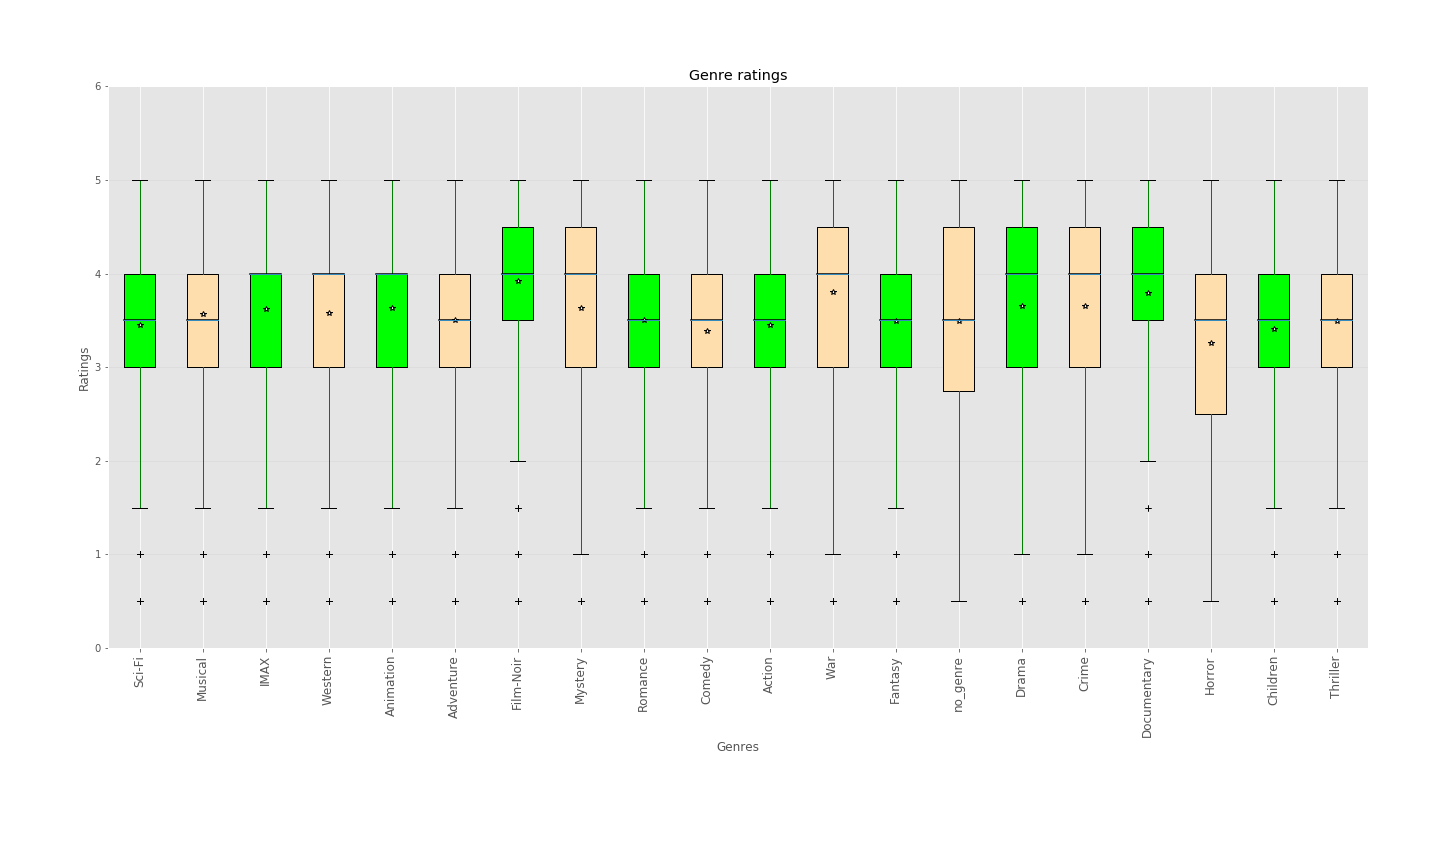 Genre ratings
6
5
4
3
2
1
0
Ratings
Sci-Fi
Musical
IMAX
Western
Animation
Adventure
Film-Noir
Mystery
Romance
Comedy
Action
War
Fantasy
no_genre
Drama
Crime
Documentary
Horror
Children
Thriller
Genres